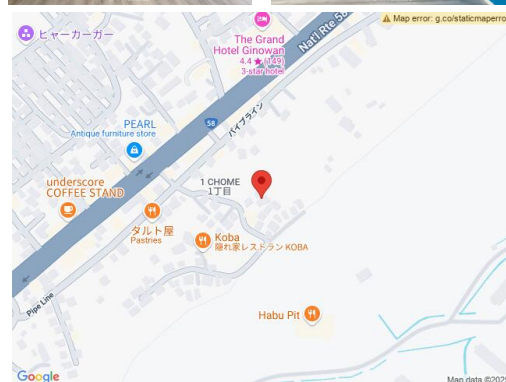 Map error: g.co/staticmaperro
ヒャーカーガー
The Grand
Hotel Ginowan
4.4 ★ (149)
3-star hotel
Nat'l Rte 58
58
パイプライン
PEARL
Antique furniture store
underscore
COFFEE STAND
1 CHOME
1丁目
タルト屋
Pastries
Koba
隠れ家レストラン KOBA
Pipe Line
Habu Pit
Google
Map data ©202